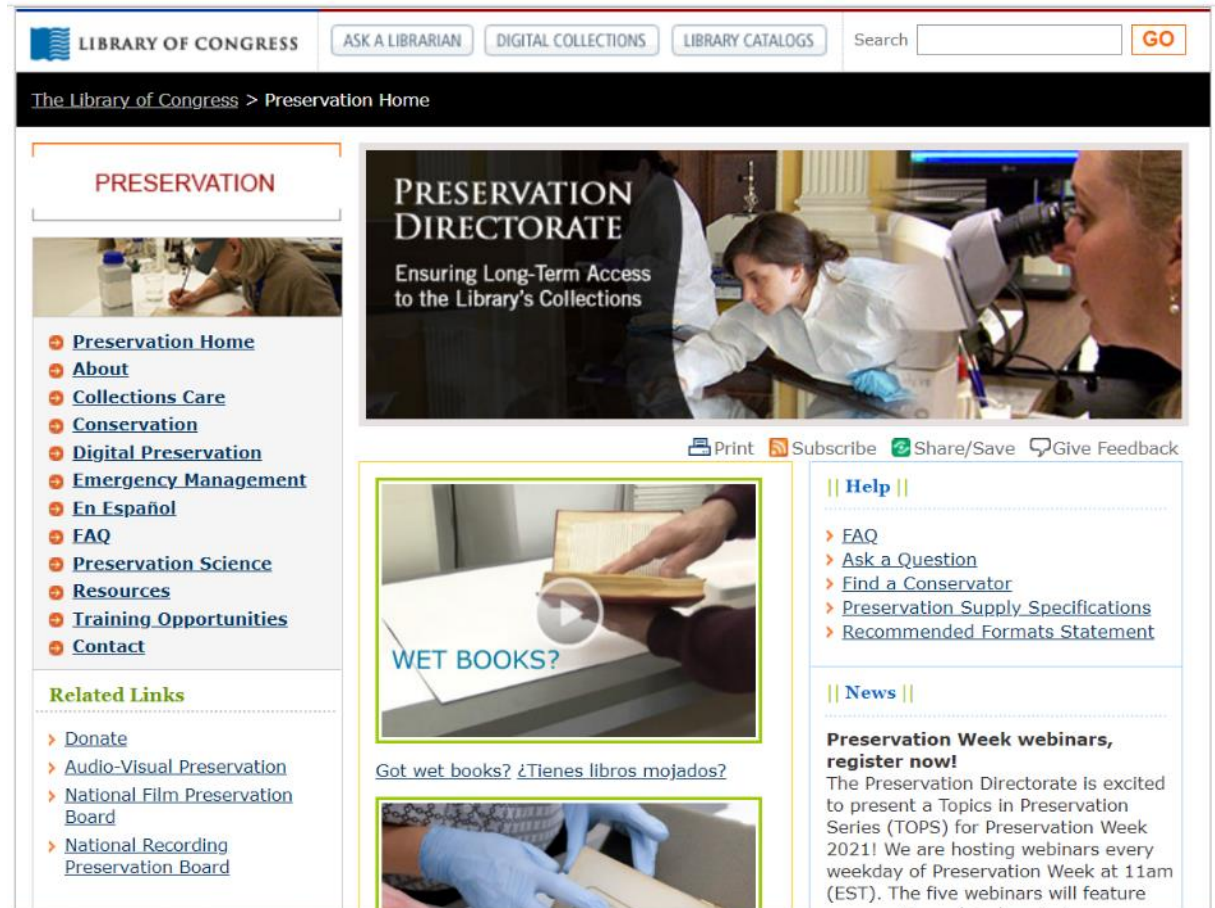 LIBRARY OF CONGRESS
ASK A LIBRARIAN
DIGITAL COLLECTIONS
LIBRARY CATALOGS
Search
GO
The Library of Congress > Preservation Home
PRESERVATION
Preservation Home
About
Collections Care
Conservation
Digital Preservation
Emergency Management
En Español
FAQ
Preservation Science
Resources
Training Opportunities
Contact
Related Links
Donate
Audio-Visual Preservation
National Film Preservation
Board
National Recording
Preservation Board
PRESERVATION
DIRECTORATE
Ensuring Long-Term Access
to the Library's Collections
Print Subscribe Share/Save Give Feedback
WET BOOKS?
Got wet books? ¿Tienes libros mojados?
|| Help ||
FAQ
Ask a Question
Find a Conservator
Preservation Supply Specifications
Recommended Formats Statement
|| News ||
Preservation Week webinars,
register now!
The Preservation Directorate is excited
to present a Topics in Preservation
Series (TOPS) for Preservation Week
2021! We are hosting webinars every
weekday of Preservation Week at 11am
(EST). The five webinars will feature